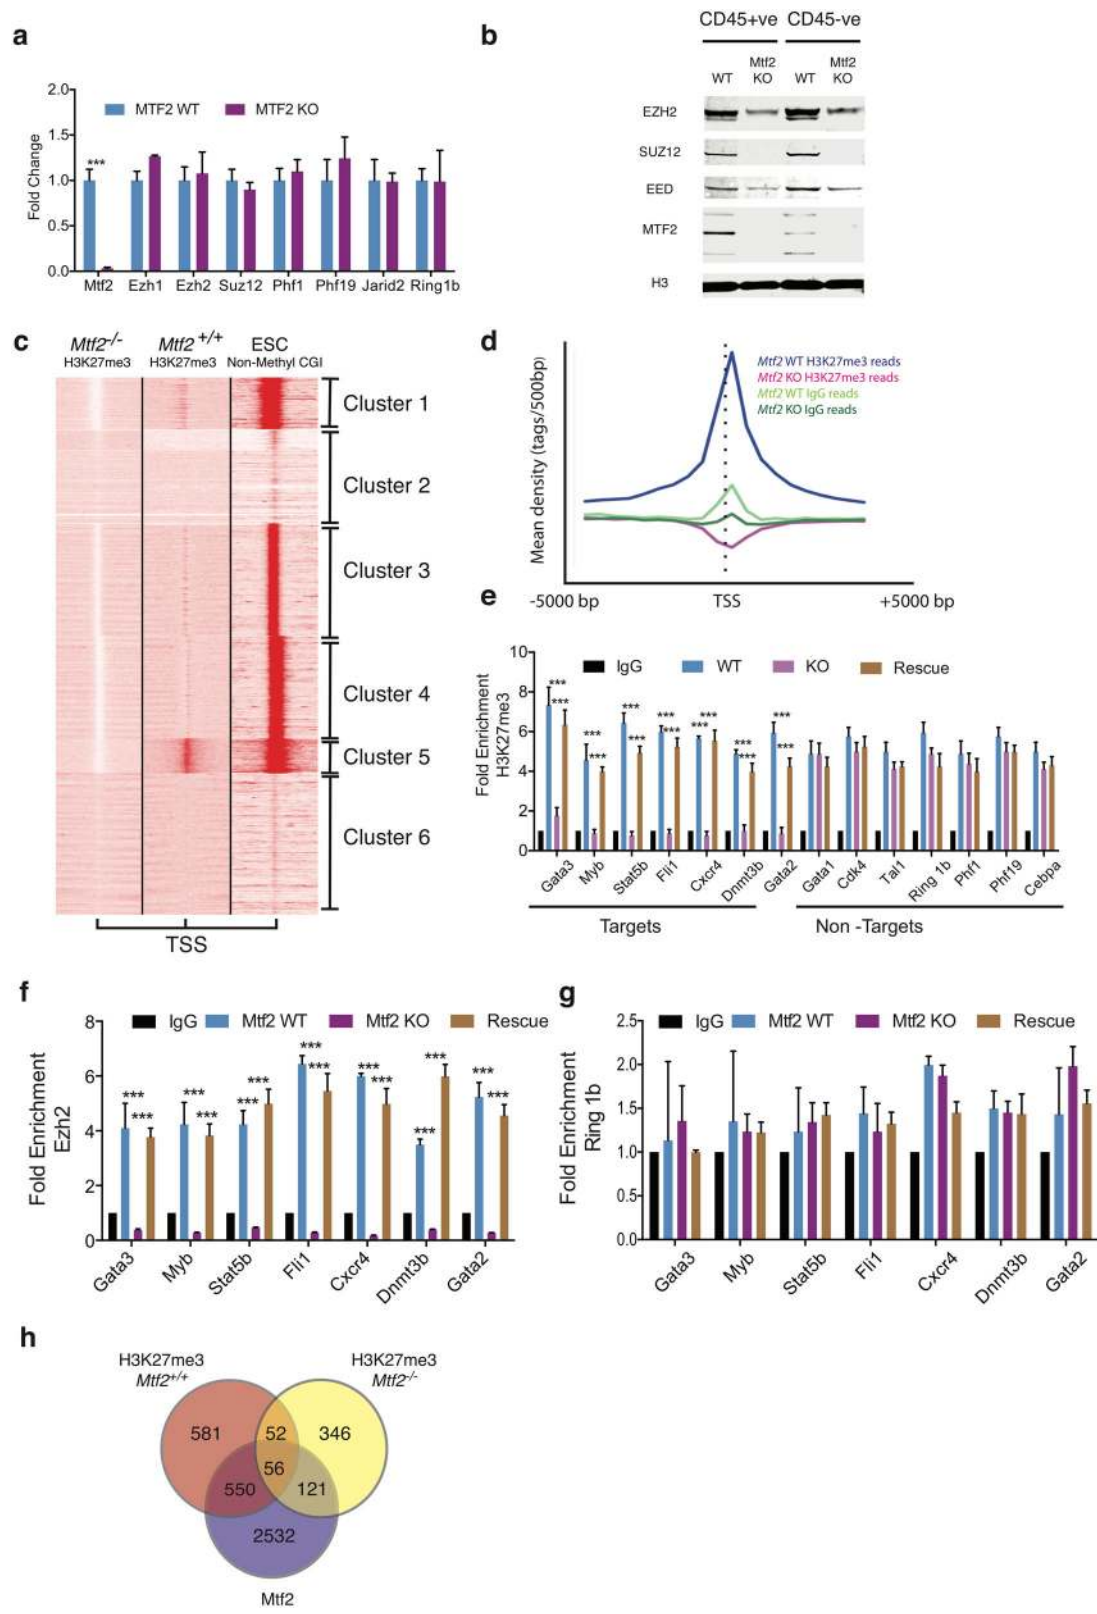 a
2.0
1.5
1.0
0.5
0.0
Fold Change
MTF2 WT
MTF2 KO
***
Mtf2 Ezh1 Ezh2 Suz12 Phf1 Phf19 Jarid2 Ring1b
b
CD45+ve CD45-ve
WT
Mtf2
KO
WT
Mtf2
KO
EZH2
SUZ12
EED
MTF2
H3
c
Mtf2-/-
H3K27me3
Mtf2 +/+
H3K27me3
ESC
Non-Methyl CGI
Cluster 1
Cluster 2
Cluster 3
Cluster 4
Cluster 5
Cluster 6
TSS
d
Mean density (tags/500bp)
Mtf2 WT H3K27me3 reads
Mtf2 KO H3K27me3 reads
Mtf2 WT IgG reads
Mtf2 KO IgG reads
-5000 bp TSS +5000 bp
e
Fold Enrichment
H3K27me3
10
8
6
4
2
0
IgG WT KO Rescue
*** *** *** *** *** *** ***
*** *** *** *** *** *** ***
Gata3 Myb Stat5b Fli1 Cxcr4 Dnmt3b Gata2 Gata1 Cdk4 Tal1 Ring 1b Phf1 Phf19 Cebpa
Targets Non -Targets
f
Fold Enrichment
Ezh2
8
6
4
2
0
IgG Mtf2 WT Mtf2 KO Rescue
*** *** *** *** *** *** ***
*** *** *** *** *** *** ***
Gata3 Myb Stat5b Fli1 Cxcr4 Dnmt3b Gata2
g
Fold Enrichment
Ring 1b
2.5
2.0
1.5
1.0
0.5
0.0
IgG Mtf2 WT Mtf2 KO Rescue
Gata3 Myb Stat5b Fli1 Cxcr4 Dnmt3b Gata2
h
H3K27me3
Mtf2+/+
H3K27me3
Mtf2-/-
581 52 346
56
550 121
2532
Mtf2